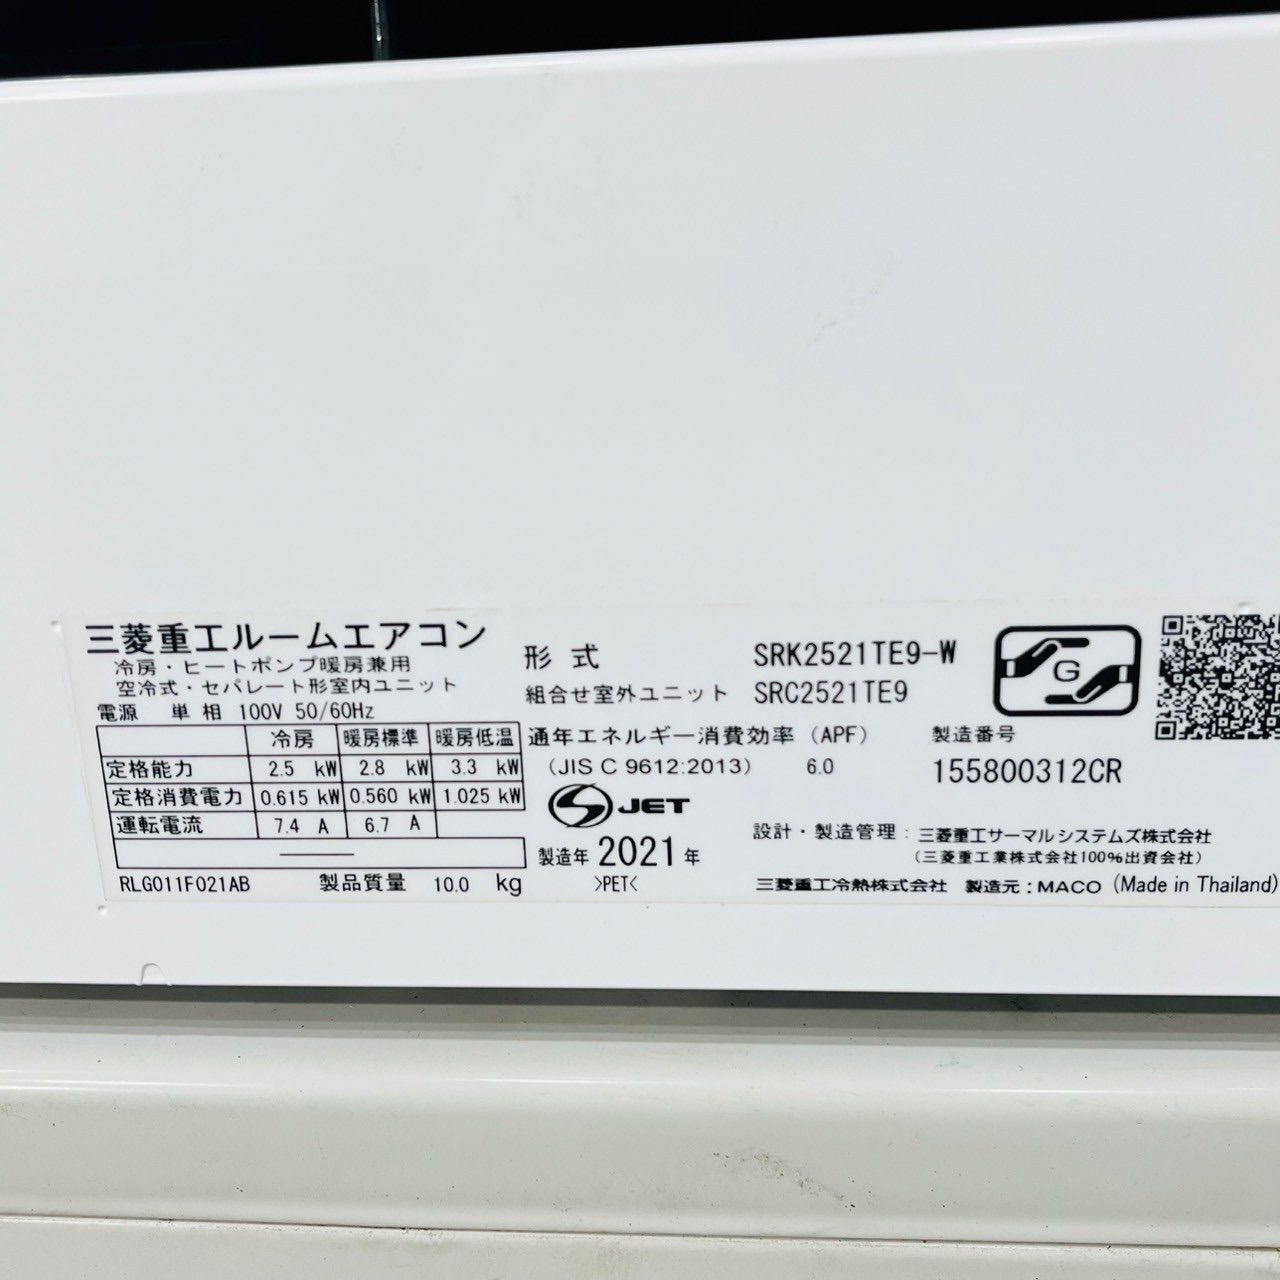 三菱重工ルームエアコン
冷房・ヒートポンプ暖房兼用
空冷式・セパレート形室内ユニット
電源 単相 100V 50/60Hz
冷房 暖房標準 暖房低温
定格能力 2.5 kW 2.8 kW 3.3 kW
定格消費電力 0.615 kW 0.560 kW 1.025 kW
運転電流 7.4 A 6.7 A
RLG011F021AB 製品質量 10.0 kg
形式 SRK2521TE9-W
組合せ室外ユニット SRC2521TE9
通年エネルギー消費効率 (APF)
(JIS C 9612:2013) 6.0
JET
製造年 2021 年
>PET<
G
製造番号
155800312CR
設計・製造管理:三菱重工サーマルシステムズ株式会社
(三菱重工業株式会社100%出資会社)
三菱重工冷熱株式会社 製造元:MACO (Made in Thailand)